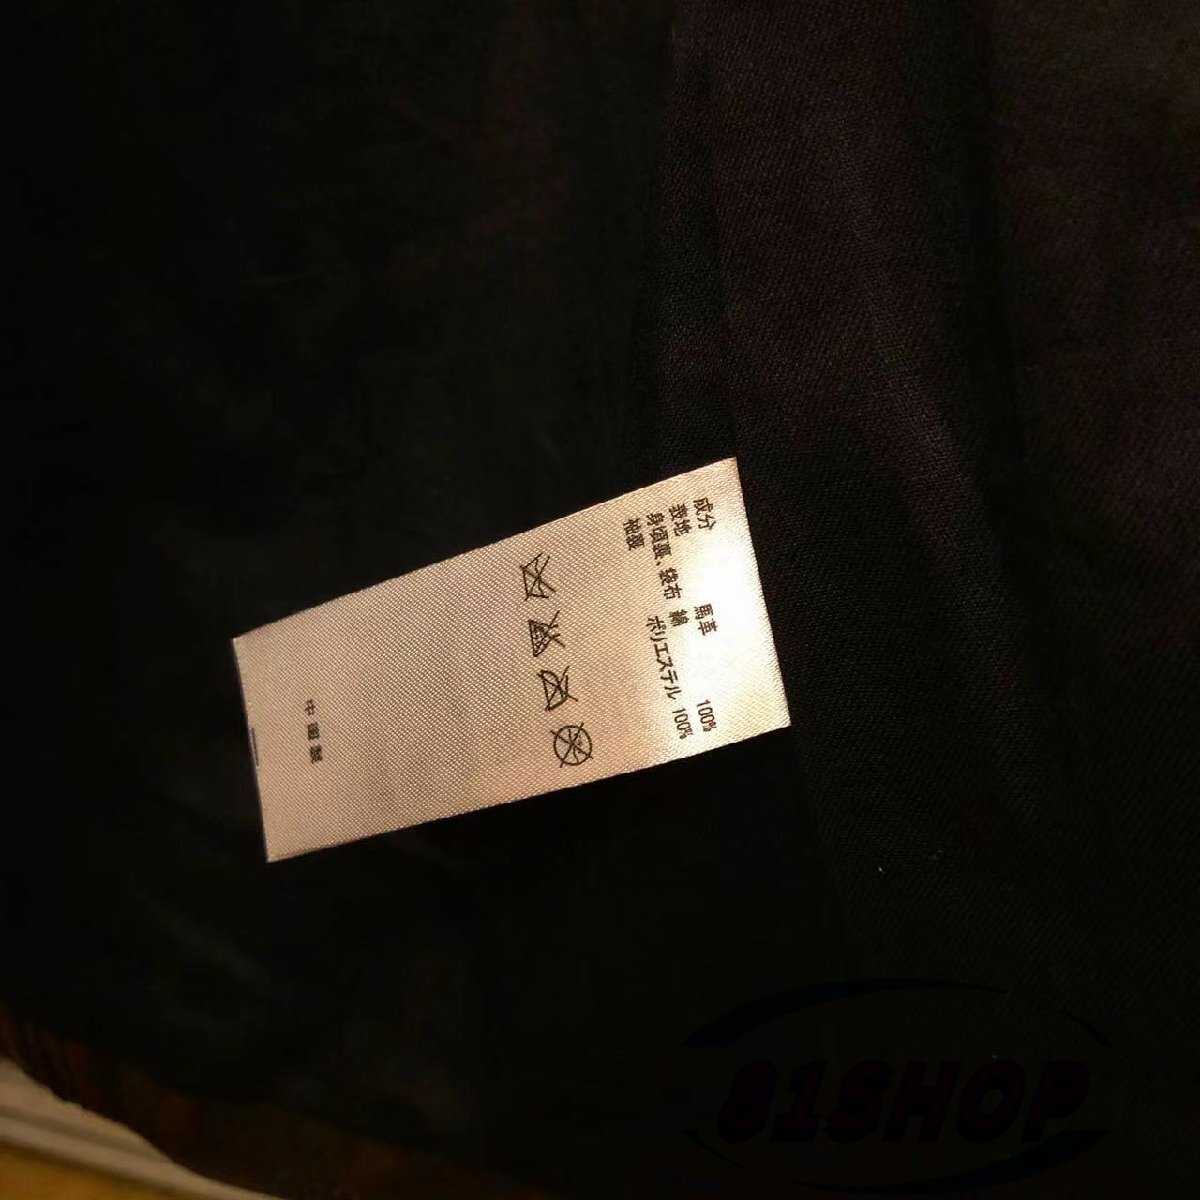 成分
表地 馬革 100%
身頃裏、袋布 綿
袖裏 ポリエステル 100%
中国製
81SHOP